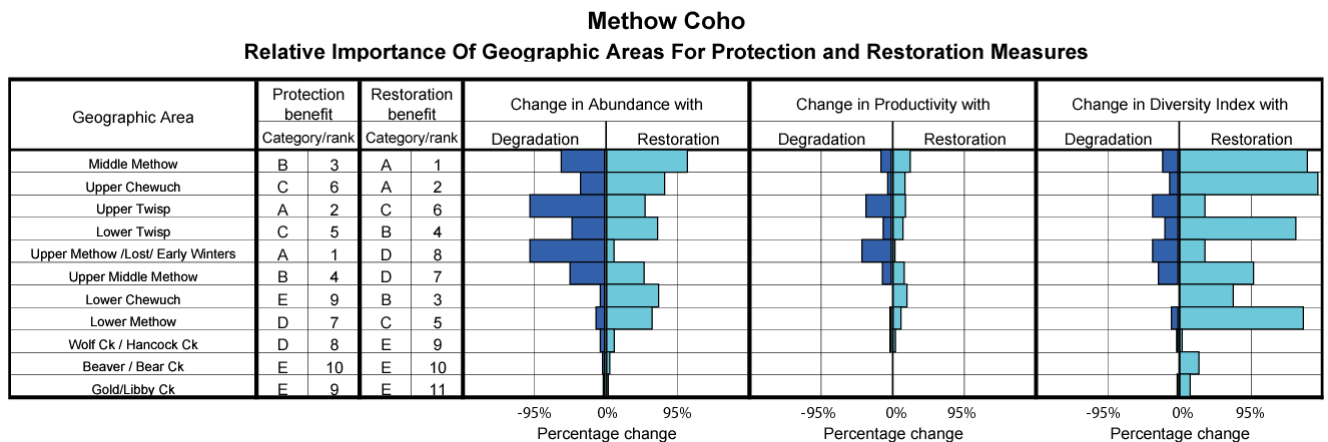 Methow Coho
Relative Importance Of Geographic Areas For Protection and Restoration Measures
Geographic Area
Protection benefit
Restoration benefit
Change in Abundance with
Change in Productivity with
Change in Diversity Index with
Category/rank
Category/rank
Degradation
Restoration
Degradation
Restoration
Degradation
Restoration
Middle Methow B 3 A 1
Upper Chewuch C 6 A 2
Upper Twisp A 2 C 6
Lower Twisp C 5 B 4
Upper Methow /Lost/ Early Winters A 1 D 8
Upper Middle Methow B 4 D 7
Lower Chewuch E 9 B 3
Lower Methow D 7 C 5
Wolf Ck / Hancock Ck D 8 E 9
Beaver / Bear Ck E 10 E 10
Gold/Libby Ck E 9 E 11
-95% 0% 95%
-95% 0% 95%
-95% 0% 95%
Percentage change
Percentage change
Percentage change